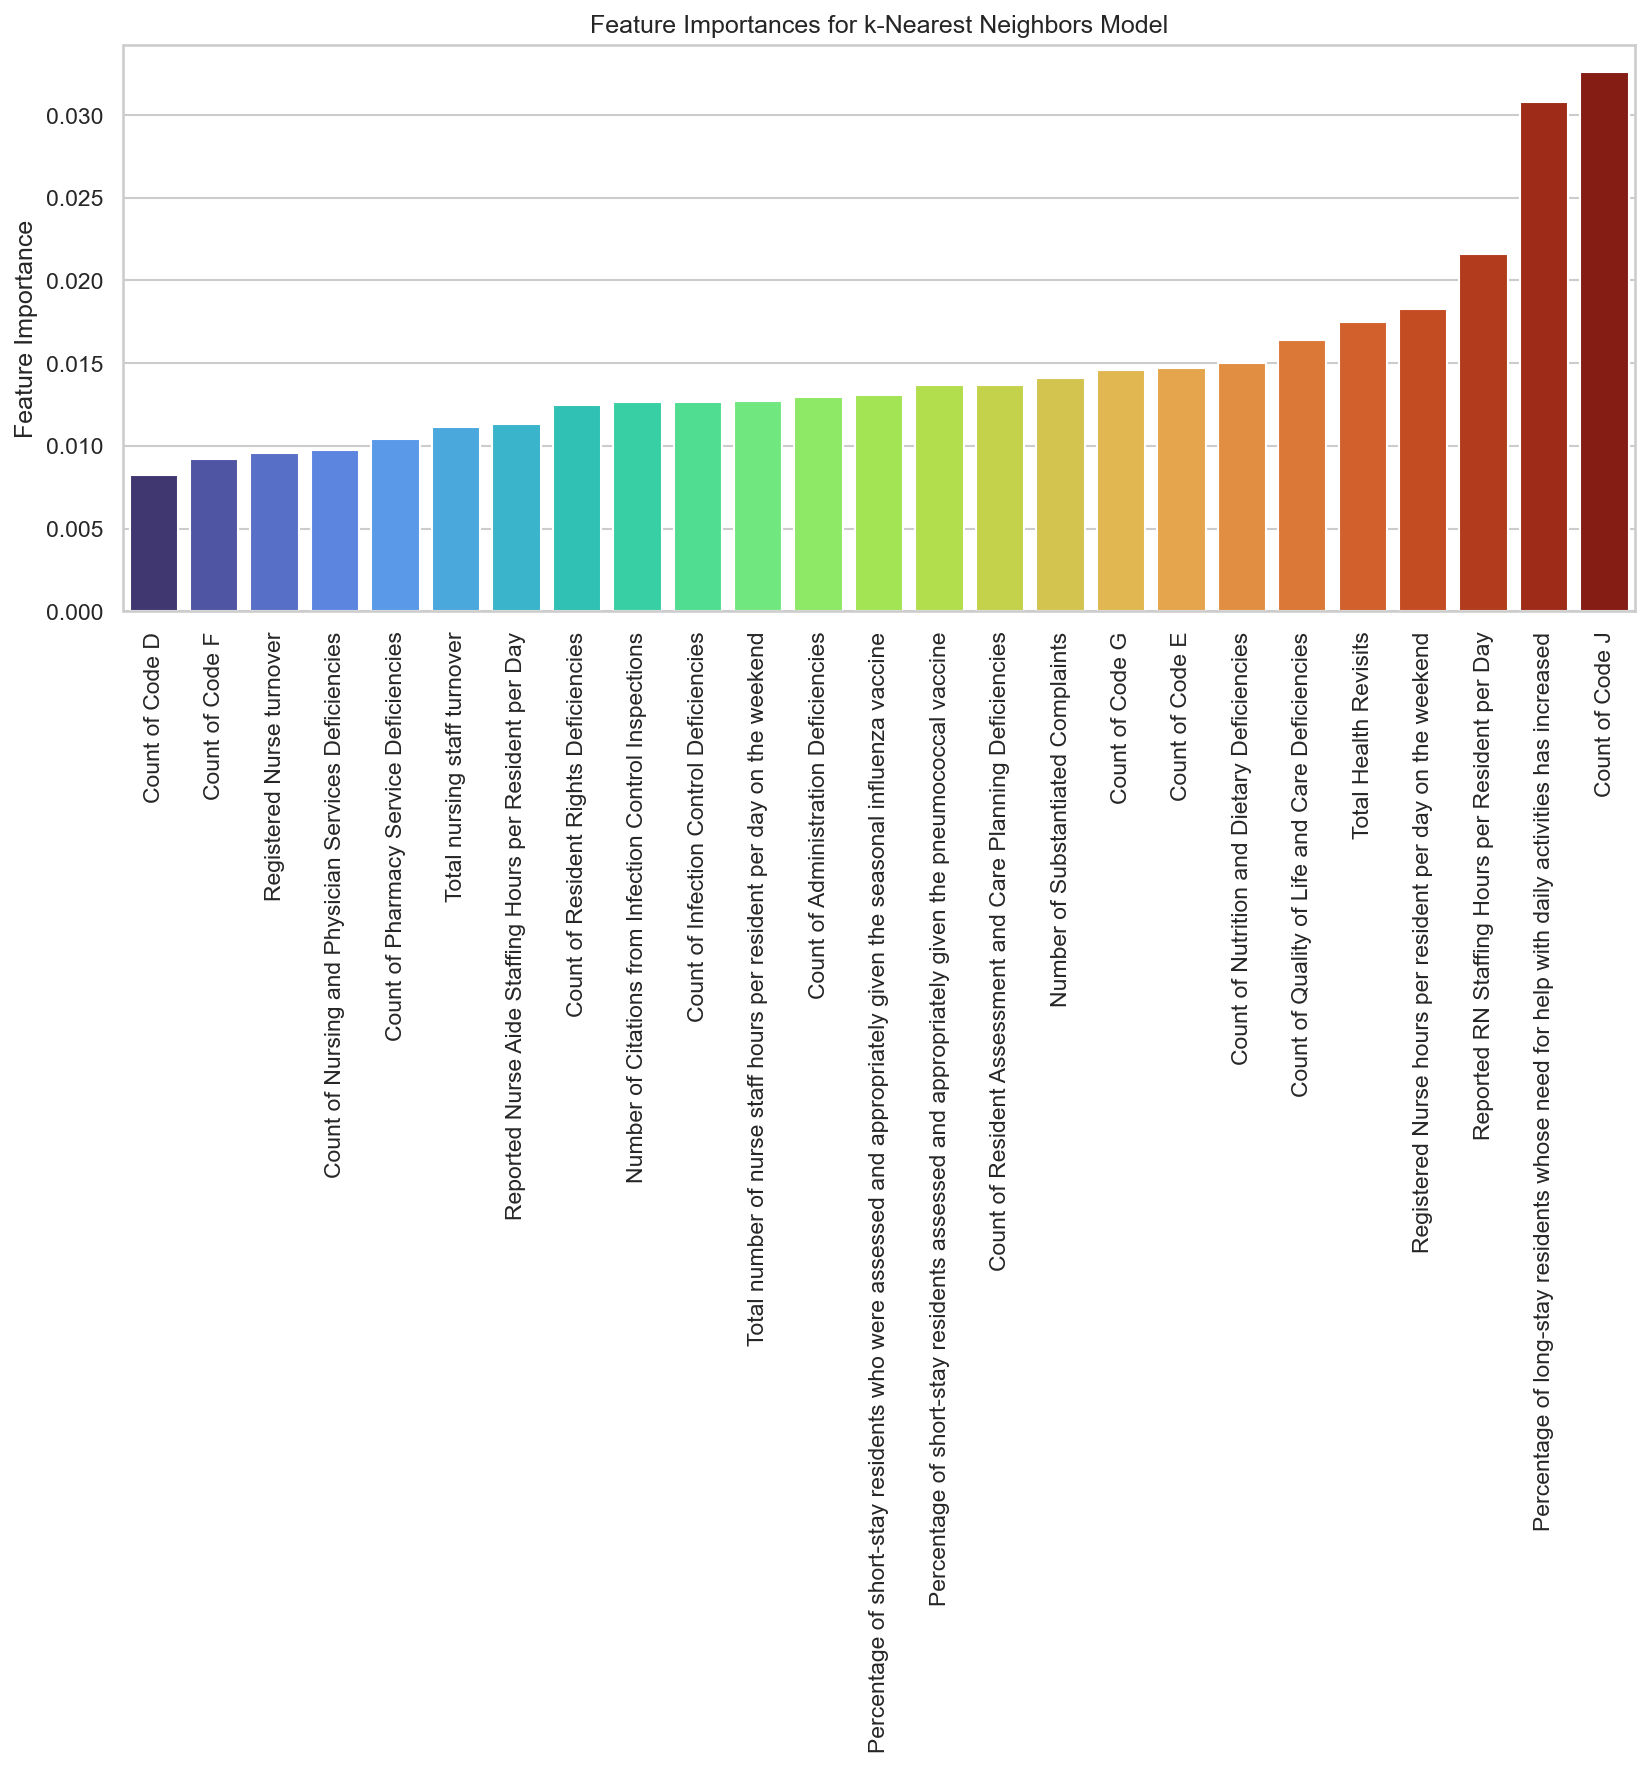 Feature Importances for k-Nearest Neighbors Model
Feature Importance
0.030
0.025
0.020
0.015
0.010
0.005
0.000
Count of Code D
Count of Code F
Registered Nurse turnover
Count of Nursing and Physician Services Deficiencies
Count of Pharmacy Service Deficiencies
Total nursing staff turnover
Reported Nurse Aide Staffing Hours per Resident per Day
Count of Resident Rights Deficiencies
Number of Citations from Infection Control Inspections
Count of Infection Control Deficiencies
Total number of nurse staff hours per resident per day on the weekend
Count of Administration Deficiencies
Percentage of short-stay residents who were assessed and appropriately given the seasonal influenza vaccine
Percentage of short-stay residents assessed and appropriately given the pneumococcal vaccine
Count of Resident Assessment and Care Planning Deficiencies
Number of Substantiated Complaints
Count of Code G
Count of Code E
Count of Nutrition and Dietary Deficiencies
Count of Quality of Life and Care Deficiencies
Total Health Revisits
Registered Nurse hours per resident per day on the weekend
Reported RN Staffing Hours per Resident per Day
Percentage of long-stay residents whose need for help with daily activities has increased
Count of Code J